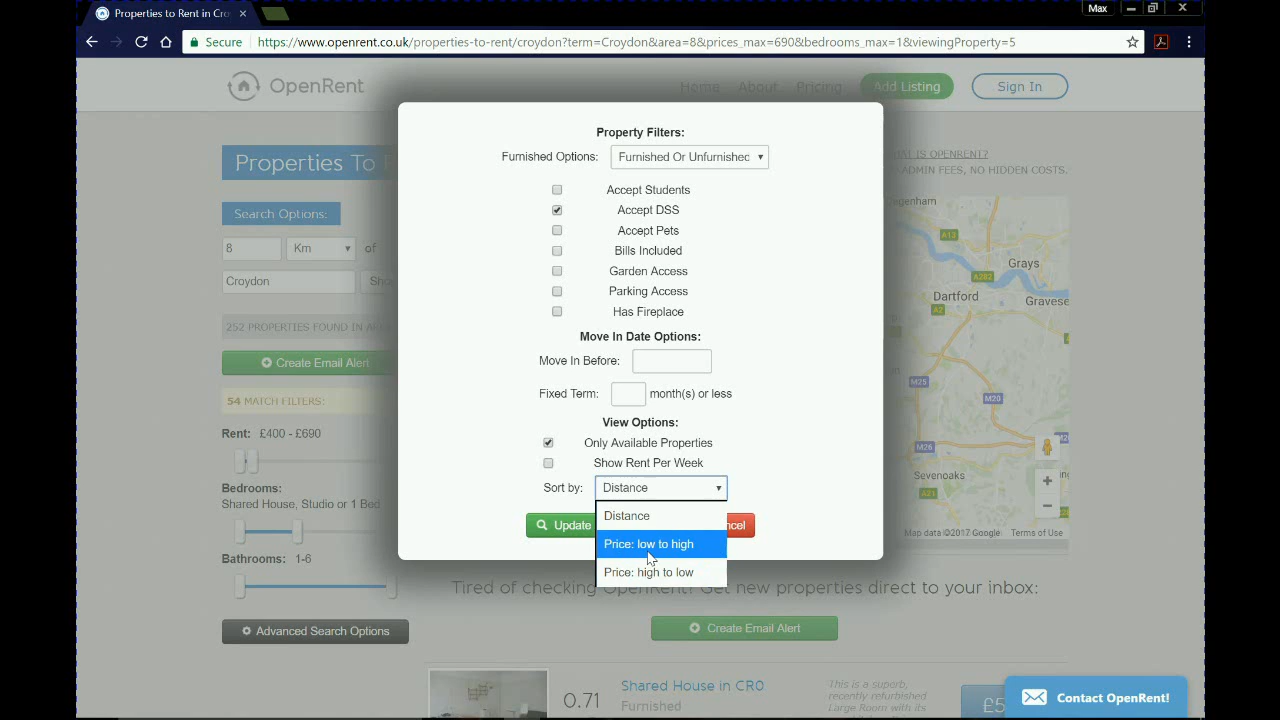 Properties to Rent in Cro
Max
Secure
https://www.openrent.co.uk/properties-to-rent/croydon?term=Croydon&area=8&prices_max=690&bedrooms_max=1&viewingProperty=5
OpenRent
Home
About
Pricing
Add Listing
Sign In
Properties To
Search Options:
8
Km
of
Croydon
252 PROPERTIES FOUND IN
Create Email Alert
54 MATCH FILTERS:
Rent: £400 - £690
Bedrooms:
Shared House, Studio or 1 Bed
Bathrooms: 1-6
Advanced Search Options
Property Filters:
Furnished Options:
Furnished Or Unfurnished
Accept Students
Accept DSS
Accept Pets
Bills Included
Garden Access
Parking Access
Has Fireplace
Move In Date Options:
Move In Before:
Fixed Term:
month(s) or less
View Options:
Only Available Properties
Show Rent Per Week
Sort by:
Distance
Distance
Price: low to high
Price: high to low
Update
IS OPENRENT?
ADMIN FEES, NO HIDDEN COSTS.
A13
Grays
A282
Dartford
Gravese
A2
M25
M20
M26
Sevenoaks
A21
Map data ©2017 Google
Terms of Use
Tired of checking OpenRent? Get new properties direct to your inbox:
Create Email Alert
0.71
Shared House in CR0
Furnished
This is a superb,
recently refurbished
Large Room with its
Contact OpenRent!